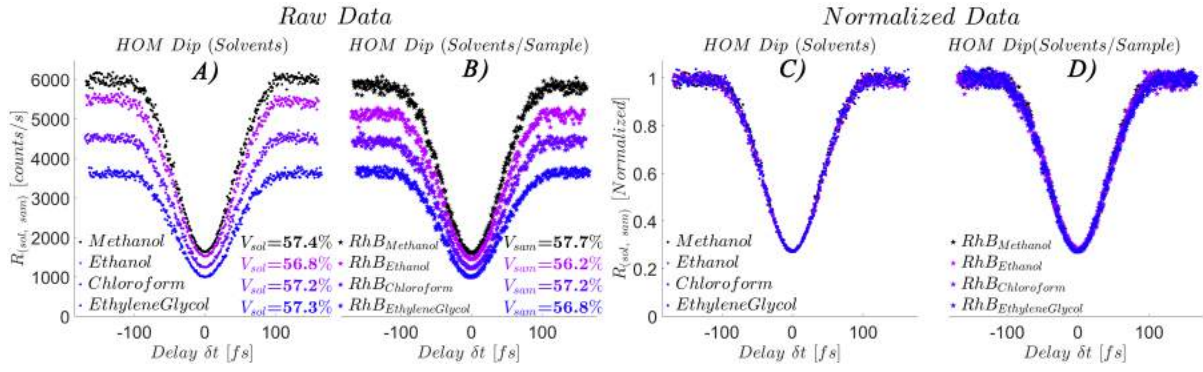 Raw Data
Normalized Data
HOM Dip (Solvents)
HOM Dip (Solvents/Sample)
HOM Dip (Solvents)
HOM Dip(Solvents/Sample)
A)
B)
C)
D)
R(sol, sam) [counts/s]
6000
5000
4000
3000
2000
1000
0
Methanol
Ethanol
Chloroform
EthyleneGlycol
Vsol=57.4%
Vsol=56.8%
Vsol=57.2%
Vsol=57.3%
RhBMethanol
RhBEthanol
RhBChloroform
RhBEthyleneGlycol
Vsam=57.7%
Vsam=56.2%
Vsam=57.2%
Vsam=56.8%
-100 0 100
Delay δt [fs]
-100 0 100
Delay δt [fs]
R(sol, sam) [Normalized]
1
0.8
0.6
0.4
0.2
0
Methanol
Ethanol
Chloroform
EthyleneGlycol
RhBMethanol
RhBEthanol
RhBChloroform
RhBEthyleneGlycol
-100 0 100
Delay δt [fs]
-100 0 100
Delay δt [fs]